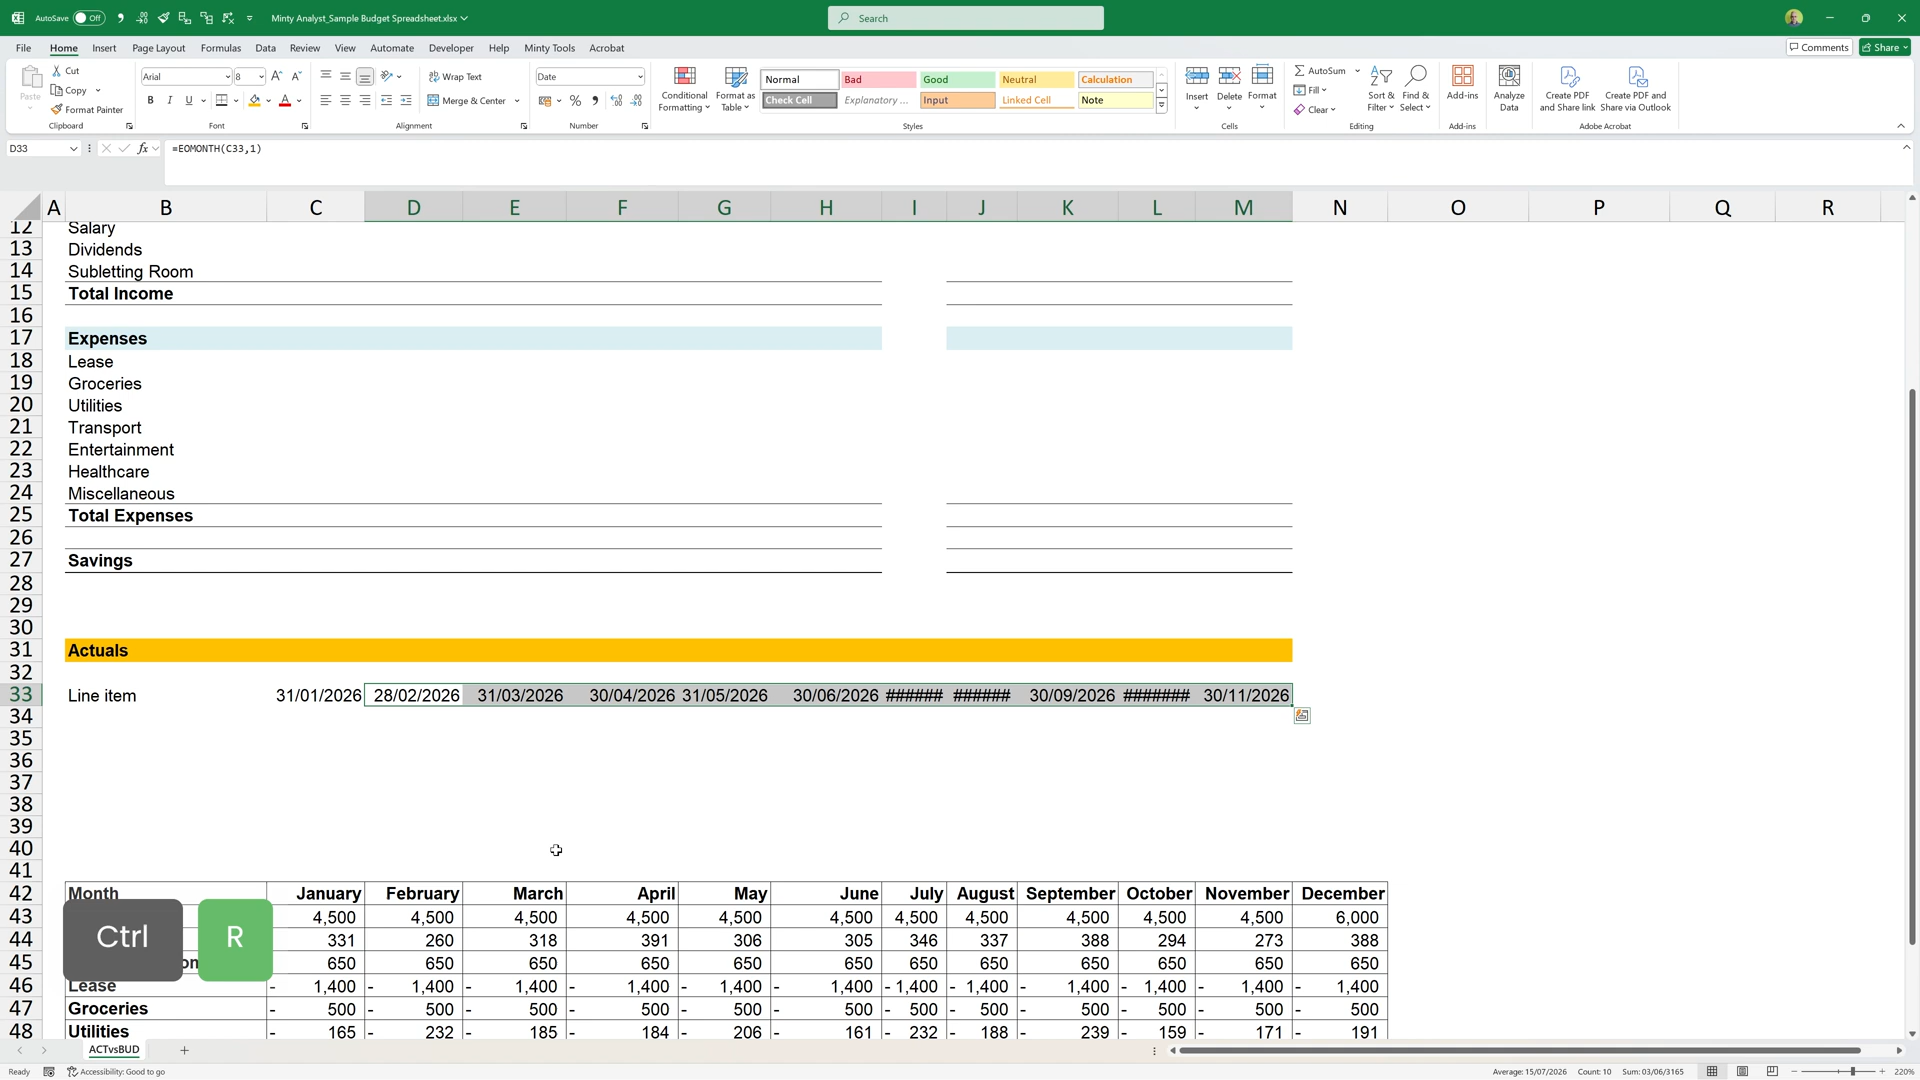 AutoSave Off Minty Analyst_Sample Budget Spreadsheet.xlsx Search
File Home Insert Page Layout Formulas Data Review View Automate Developer Help Minty Tools Acrobat Comments Share
Paste Cut Copy Format Painter Clipboard
Arial 8 A A B I U A Font
Wrap Text Merge & Center Alignment
Date % Number
Conditional Formatting Format as Table
Normal Bad Good Neutral Calculation
Check Cell Explanatory ... Input Linked Cell Note
Styles
Insert Delete Format Cells
AutoSum Fill Clear Sort & Filter Find & Select Editing
Add-ins Add-ins
Analyze Data
Create PDF and Share link Create PDF and Share via Outlook Adobe Acrobat
D33 fx =EOMONTH(C33,1)
A B C D E F G H I J K L M N O P Q R
12 Salary
13 Dividends
14 Subletting Room
15 Total Income
16
17 Expenses
18 Lease
19 Groceries
20 Utilities
21 Transport
22 Entertainment
23 Healthcare
24 Miscellaneous
25 Total Expenses
26
27 Savings
28
29
30
31 Actuals
32
33 Line item 31/01/2026 28/02/2026 31/03/2026 30/04/2026 31/05/2026 30/06/2026 ###### ###### 30/09/2026 ####### 30/11/2026
34
35
36
37
38
39
40
41
42 Month January February March April May June July August September October November December
43 4,500 4,500 4,500 4,500 4,500 4,500 4,500 4,500 4,500 4,500 4,500 6,000
44 331 260 318 391 306 305 346 337 388 294 273 388
45 on 650 650 650 650 650 650 650 650 650 650 650 650
46 Lease - 1,400 - 1,400 - 1,400 - 1,400 - 1,400 - 1,400 - 1,400 - 1,400 - 1,400 - 1,400 - 1,400 - 1,400
47 Groceries - 500 - 500 - 500 - 500 - 500 - 500 - 500 - 500 - 500 - 500 - 500 - 500
48 Utilities - 165 - 232 - 185 - 184 - 206 - 161 - 232 - 188 - 239 - 159 - 171 - 191
Ctrl R
ACTvsBUD
Ready Accessibility: Good to go Average: 15/07/2026 Count: 10 Sum: 03/06/3165 220%